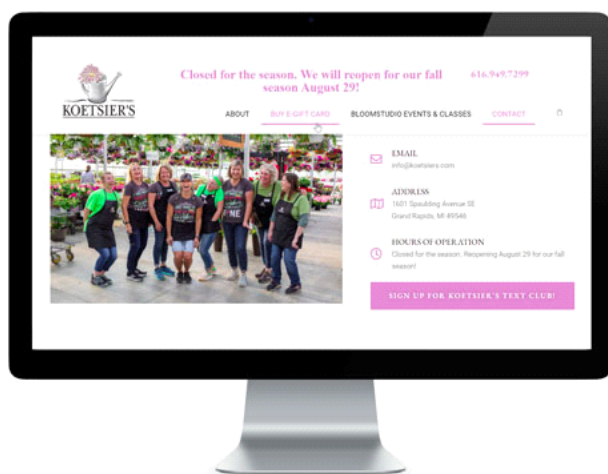 Closed for the season. We will reopen for our fall
season August 29!
616.949.7299
KOETSIER'S
ABOUT
BUY E-GIFT CARD
BLOOMSTUDIO EVENTS & CLASSES
CONTACT
EMAIL
info@koetsiers.com
ADDRESS
1601 Spaulding Avenue SE
Grand Rapids, MI 49546
HOURS OF OPERATION
Closed for the season. Reopening August 29 for our fall
season!
SIGN UP FOR KOETSIER'S TEXT CLUB!